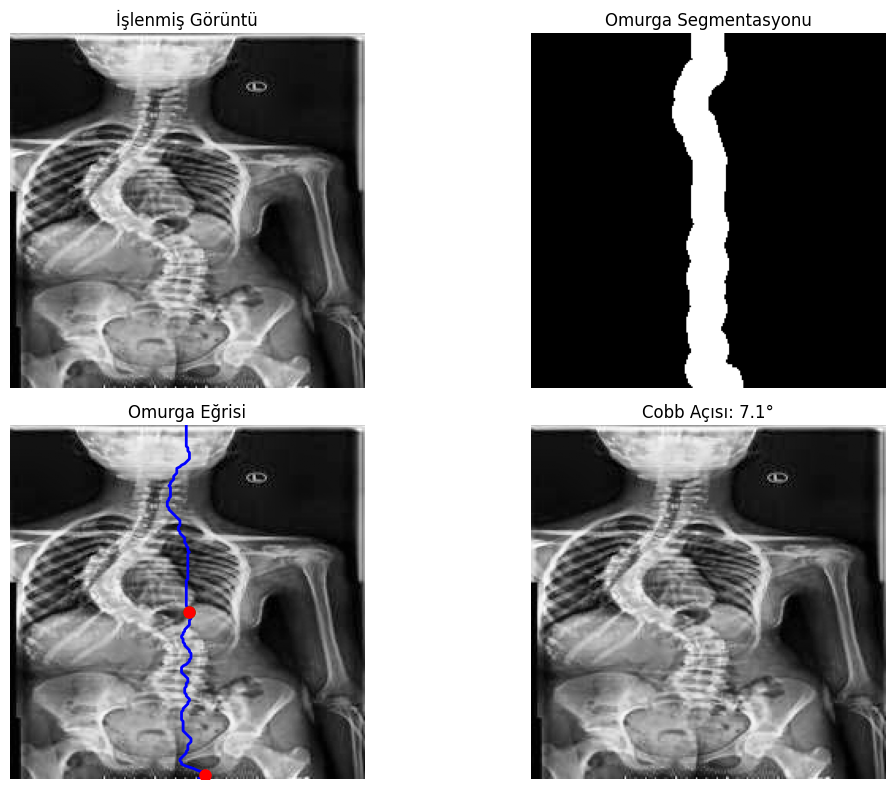 İşlenmiş Görüntü
Omurga Segmentasyonu
L
Omurga Eğrisi
Cobb Açısı: 7.1°
L
L